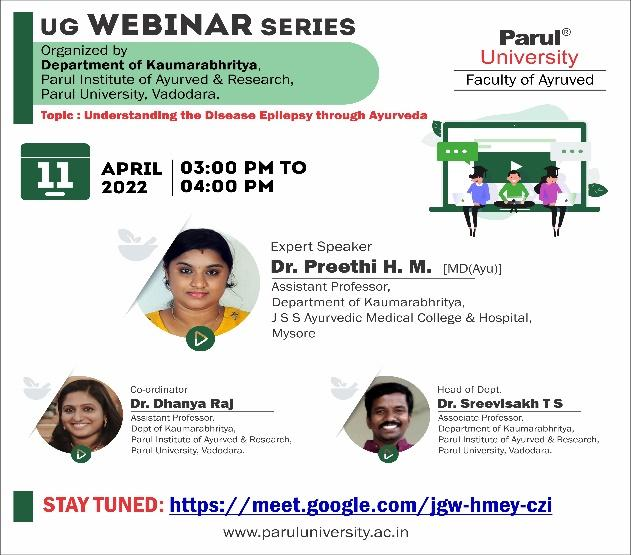 UG WEBINAR SERIES
Organized by
Department of Kaumarabhritya,
Parul Institute of Ayurved & Research,
Parul University, Vadodara.
Parul®
University
Faculty of Ayruved
Topic : Understanding the Disease Epilepsy through Ayurveda
11
APRIL
2022
03:00 PM TO
04:00 PM
Expert Speaker
Dr. Preethi H. M. [MD(Ayu)]
Assistant Professor,
Department of Kaumarabhritya,
J S S Ayurvedic Medical College & Hospital,
Mysore
Co-ordinator
Dr. Dhanya Raj
Assistant Professor,
Dept of Kaumarabhritya,
Parul Institute of Ayurved & Research,
Parul University, Vadodara.
Head of Dept.
Dr. Sreevisakh T S
Associate Professor,
Department of Kaumarabhritya,
Parul Institute of Ayurved & Research,
Parul University, Vadodara.
STAY TUNED: https://meet.google.com/jgw-hmey-czi
www.paruluniversity.ac.in